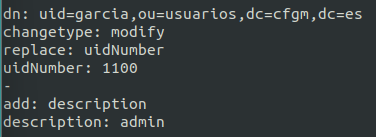 dn: uid=garcia,ou=usuarios,dc=cfgm,dc=es
changetype: modify
replace: uidNumber
uidNumber: 1100
-
add: description
description: admin